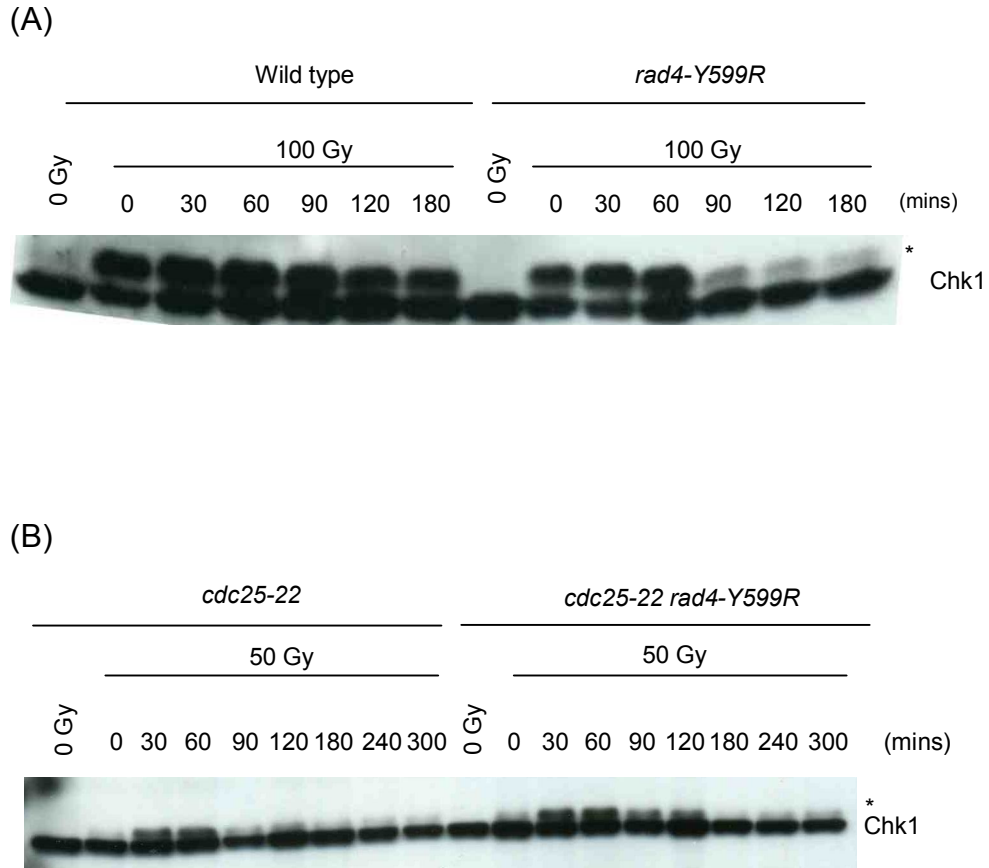 (A)
Wild type rad4-Y599R
100 Gy 100 Gy
0 Gy 0 Gy
0 30 60 90 120 180 0 30 60 90 120 180 (mins)
*
Chk1
(B)
cdc25-22 cdc25-22 rad4-Y599R
50 Gy 50 Gy
0 Gy 0 Gy
0 30 60 90 120 180 240 300 0 30 60 90 120 180 240 300 (mins)
*
Chk1